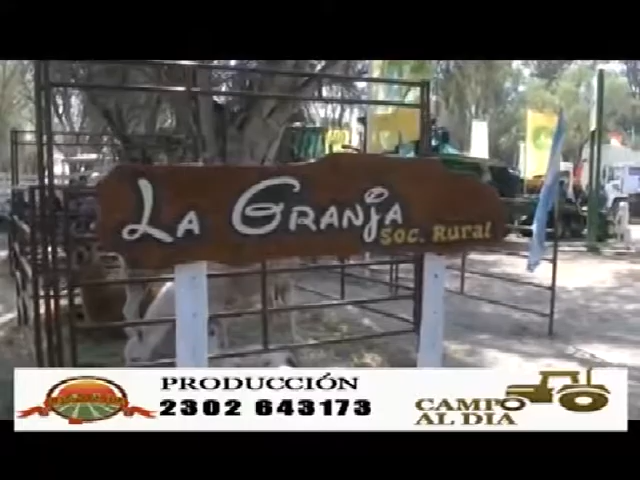 La Granja
Soc. Rural
PRODUCCIÓN
2302 643173
CAMPO
AL DIA